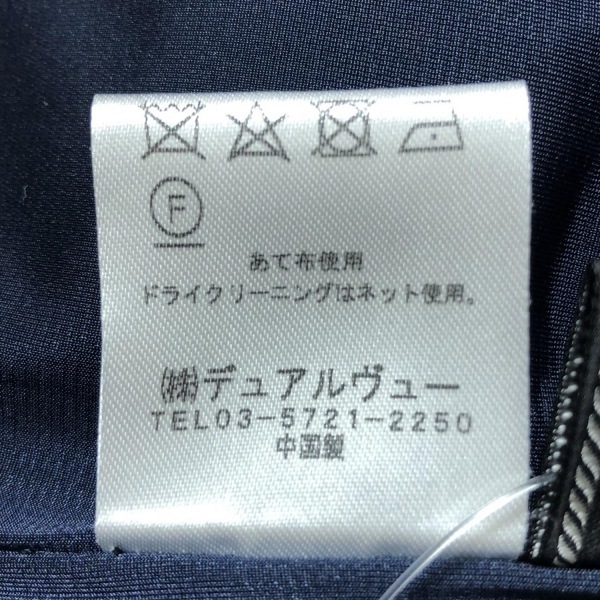 F
あて布使用
ドライクリーニングはネット使用。
㈱デュアルヴュー
TEL03-5721-2250
中国製